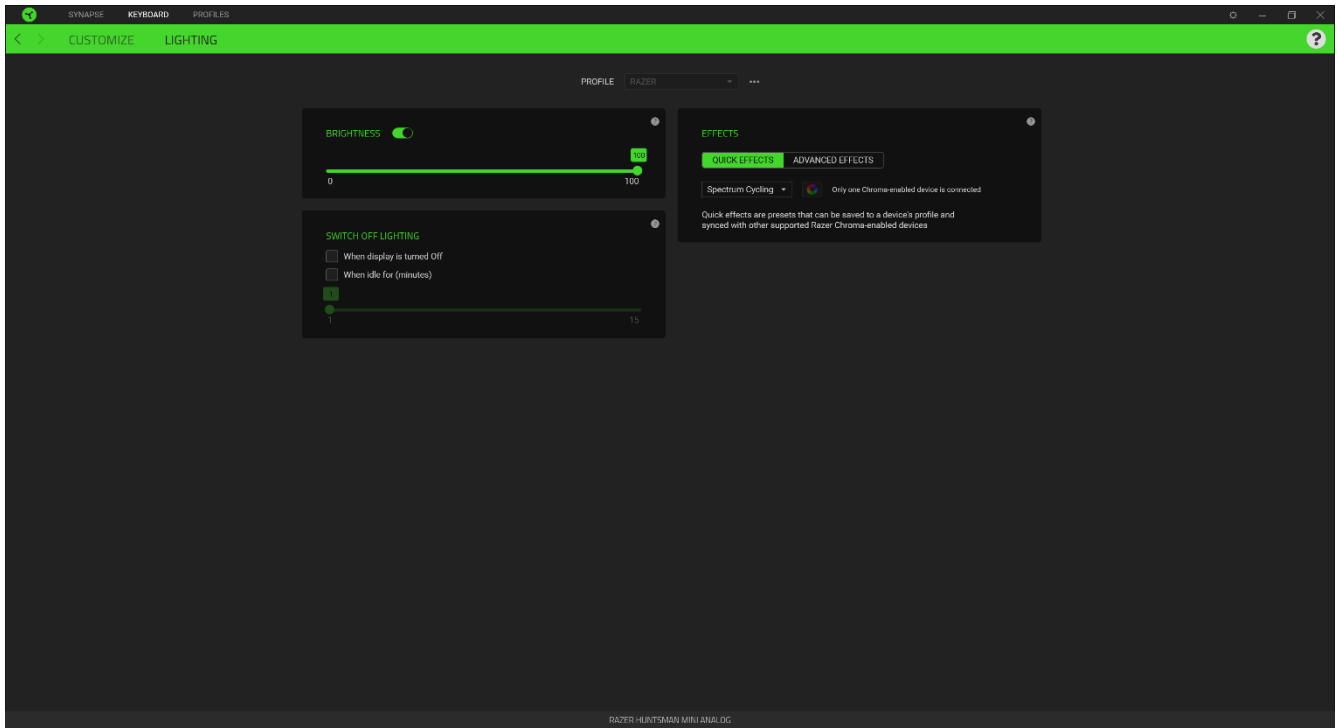 SYNAPSE KEYBOARD PROFILES
CUSTOMIZE LIGHTING
?
PROFILE RAZER
BRIGHTNESS
?
100
0 100
EFFECTS
?
QUICK EFFECTS ADVANCED EFFECTS
Spectrum Cycling Only one Chroma-enabled device is connected
Quick effects are presets that can be saved to a device's profile and
synced with other supported Razer Chroma-enabled devices
SWITCH OFF LIGHTING
?
When display is turned Off
When idle for (minutes)
1
1 15
RAZER HUNTSMAN MINI ANALOG